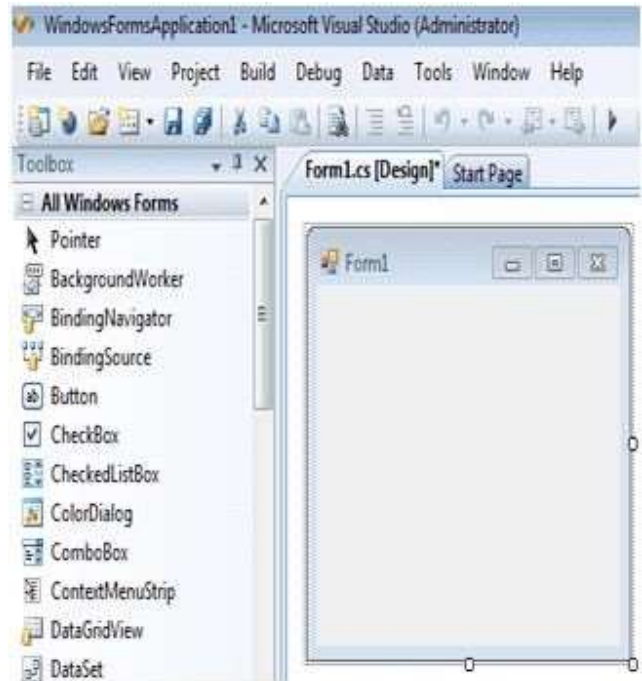 WindowsFormsApplication1 - Microsoft Visual Studio (Administrator)
File Edit View Project Build Debug Data Tools Window Help
Toolbox
Form1.cs [Design]* Start Page
All Windows Forms
Pointer
BackgroundWorker
BindingNavigator
BindingSource
Button
CheckBox
CheckedListBox
ColorDialog
ComboBox
ContextMenuStrip
DataGridView
DataSet
Form1